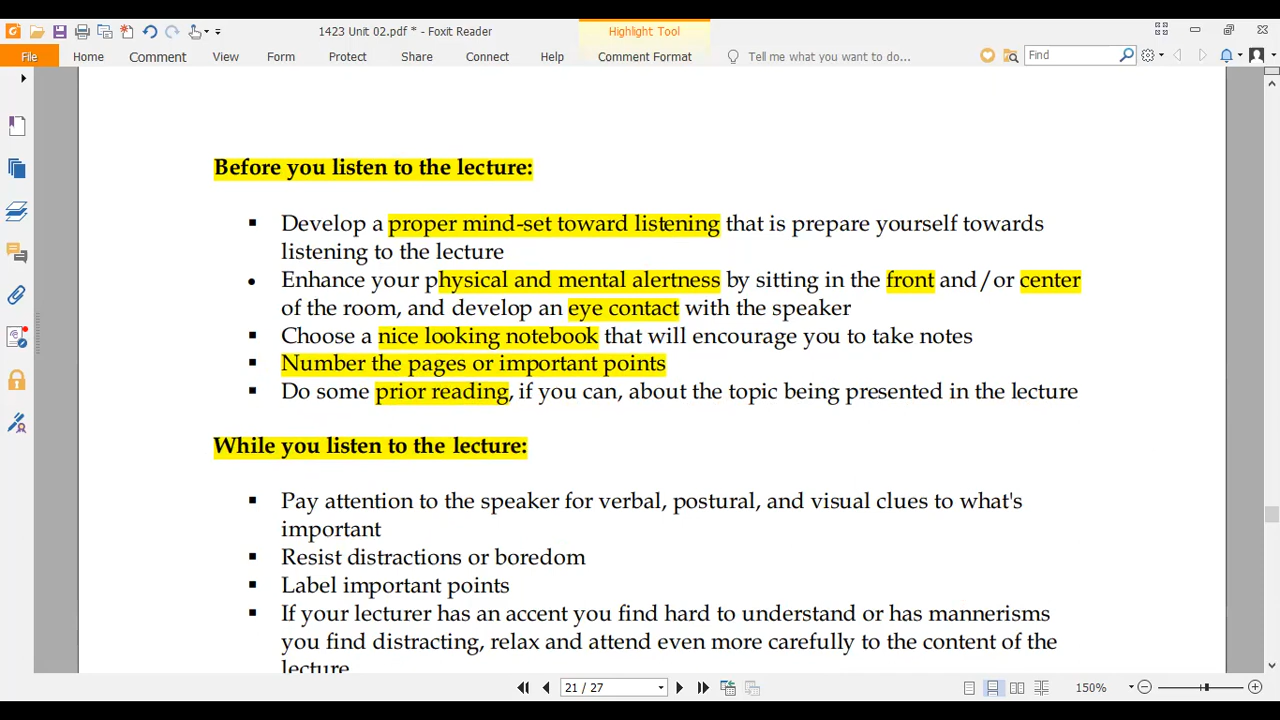 1423 Unit 02.pdf * - Foxit Reader
Highlight Tool
File Home Comment View Form Protect Share Connect Help Comment Format Tell me what you want to do... Find
Before you listen to the lecture:
▪ Develop a proper mind-set toward listening that is prepare yourself towards
listening to the lecture
• Enhance your physical and mental alertness by sitting in the front and/or center
of the room, and develop an eye contact with the speaker
▪ Choose a nice looking notebook that will encourage you to take notes
▪ Number the pages or important points
▪ Do some prior reading, if you can, about the topic being presented in the lecture
While you listen to the lecture:
▪ Pay attention to the speaker for verbal, postural, and visual clues to what's
important
▪ Resist distractions or boredom
▪ Label important points
▪ If your lecturer has an accent you find hard to understand or has mannerisms
you find distracting, relax and attend even more carefully to the content of the
lecture
21 / 27
150%